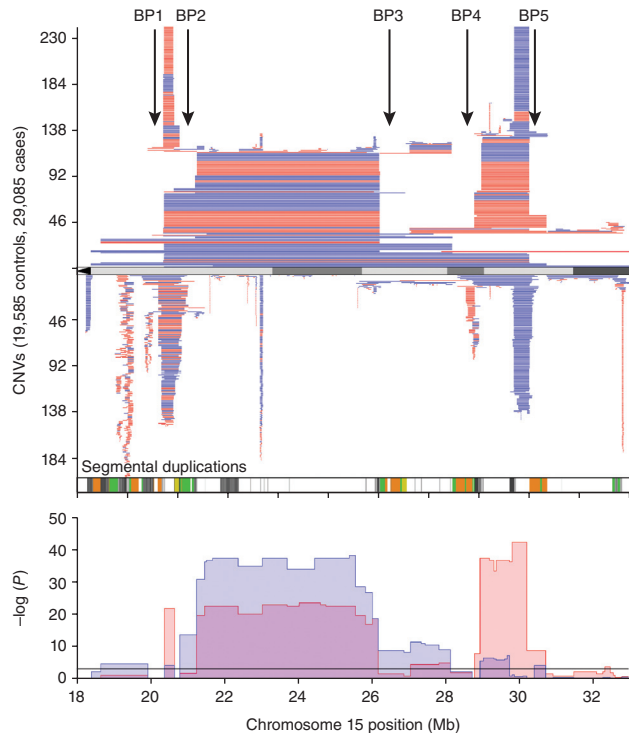 BP1 BP2 BP3 BP4 BP5
230
184
138
92
46
46
92
138
184
CNVs (19,585 controls, 29,085 cases)
Segmental duplications
50
40
30
20
10
0
–log (P)
18 20 22 24 26 28 30 32
Chromosome 15 position (Mb)